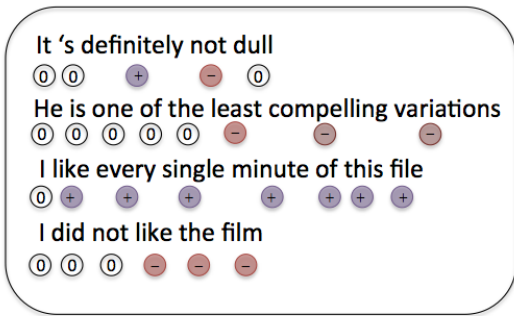 It 's definitely not dull
0 0 + − 0
He is one of the least compelling variations
0 0 0 0 0 − − −
I like every single minute of this file
0 + + + + + + +
I did not like the film
0 0 0 − − −